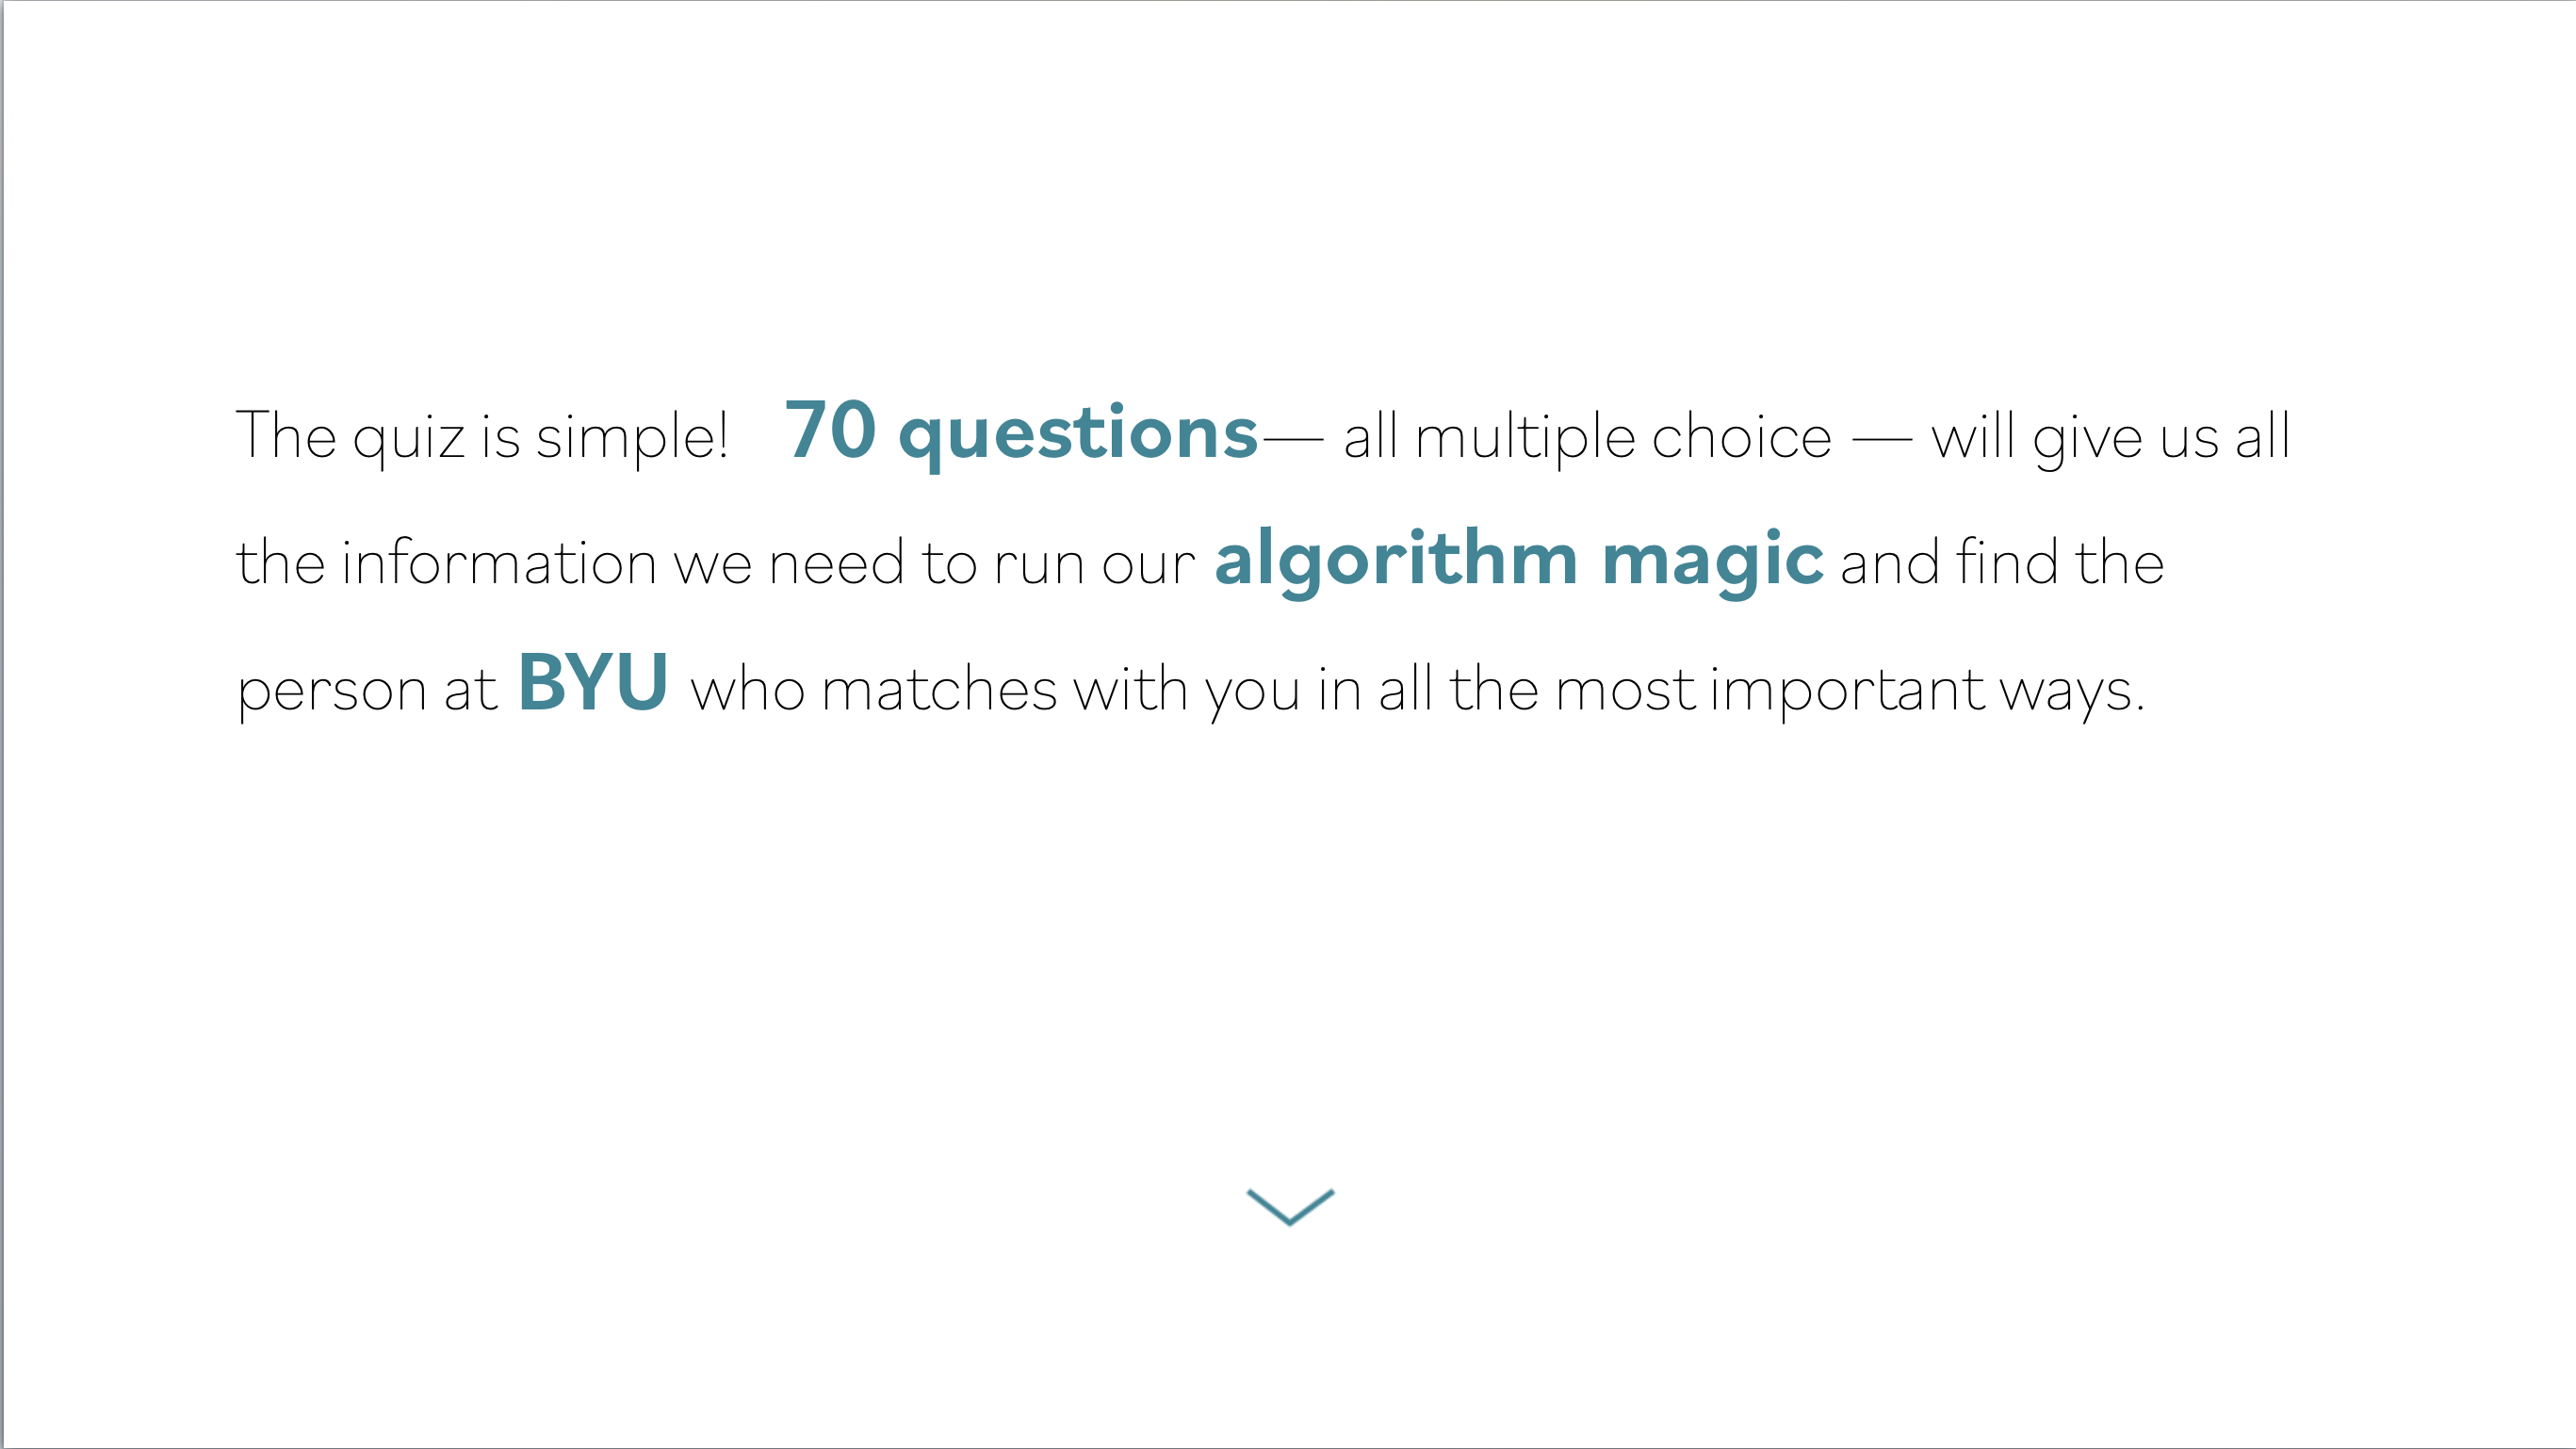 The quiz is simple! 70 questions— all multiple choice — will give us all
the information we need to run our algorithm magic and find the
person at BYU who matches with you in all the most important ways.